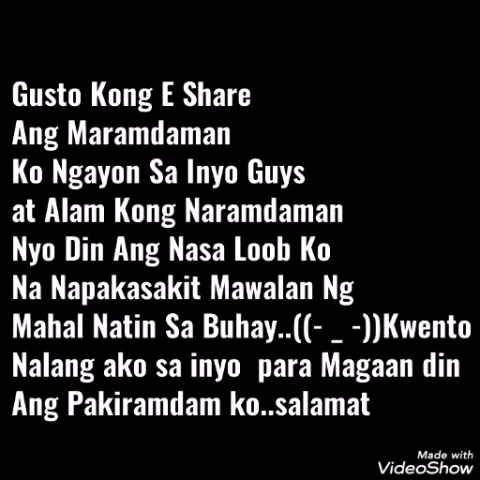 Gusto Kong E Share
Ang Maramdaman
Ko Ngayon Sa Inyo Guys
at Alam Kong Naramdaman
Nyo Din Ang Nasa Loob Ko
Na Napakasakit Mawalan Ng
Mahal Natin Sa Buhay..((- _ -))Kwento
Nalang ako sa inyo  para Magaan din
Ang Pakiramdam ko..salamat
Made with
VideoShow